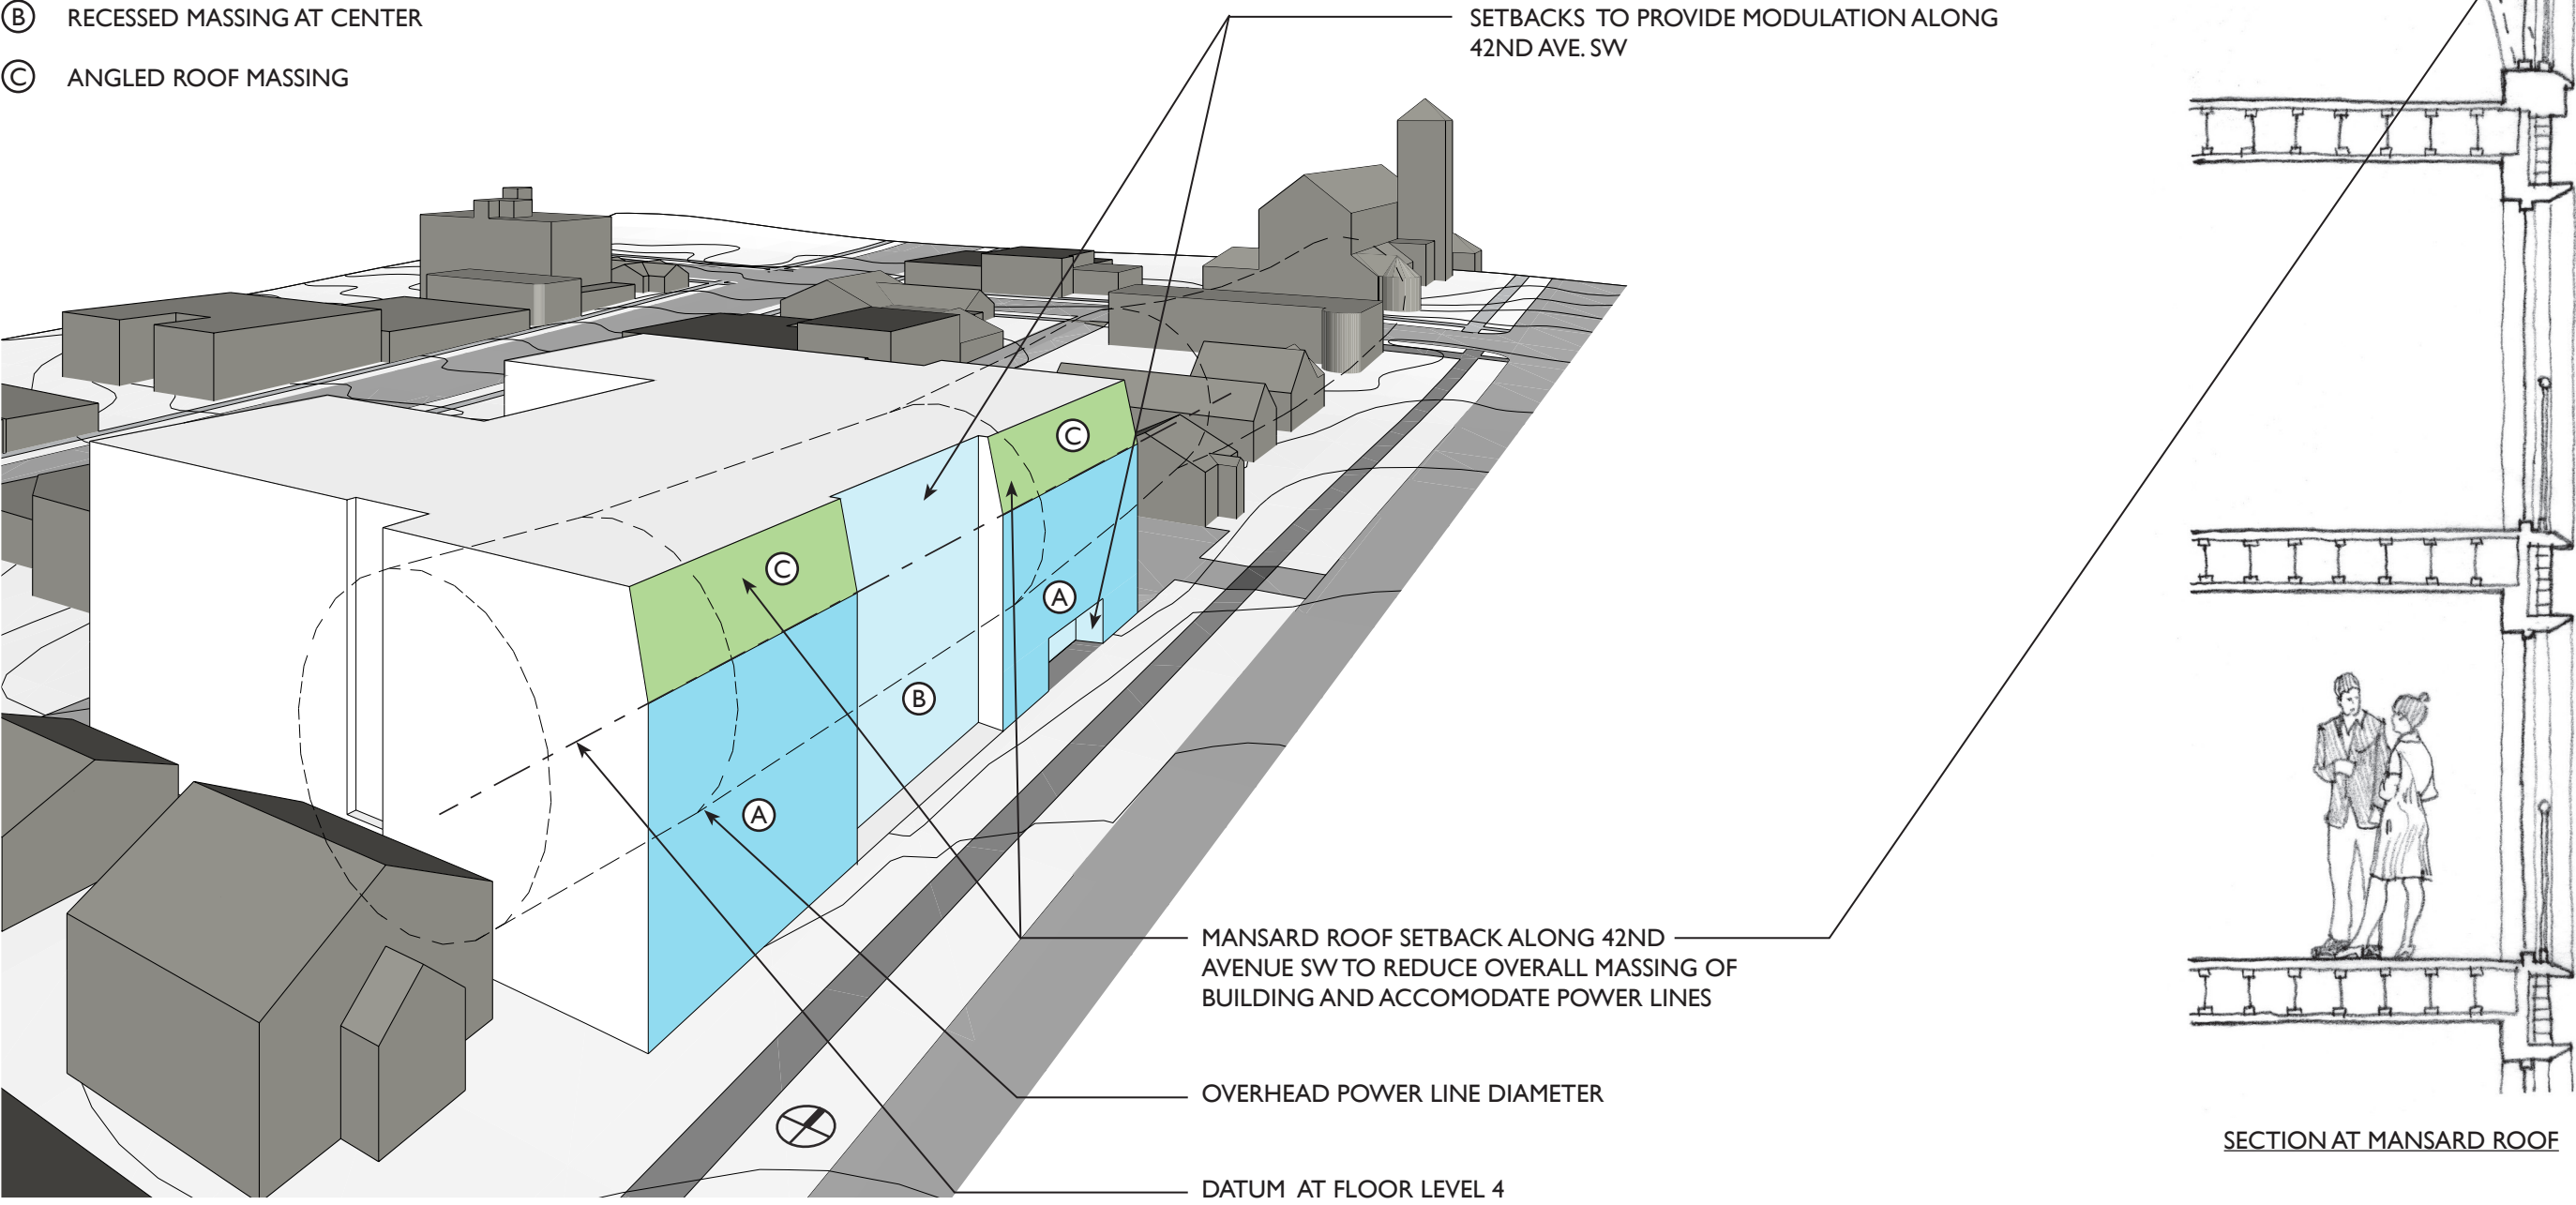 B RECESSED MASSING AT CENTER
C ANGLED ROOF MASSING
SETBACKS TO PROVIDE MODULATION ALONG
42ND AVE. SW
C
C
A
B
A
MANSARD ROOF SETBACK ALONG 42ND
AVENUE SW TO REDUCE OVERALL MASSING OF
BUILDING AND ACCOMODATE POWER LINES
OVERHEAD POWER LINE DIAMETER
DATUM AT FLOOR LEVEL 4
SECTION AT MANSARD ROOF